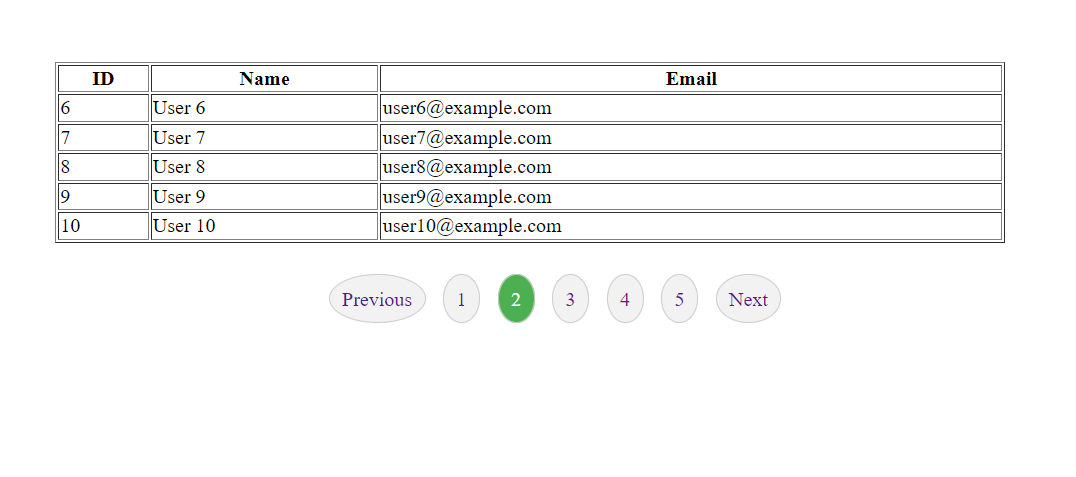 ID Name Email
6 User 6 user6@example.com
7 User 7 user7@example.com
8 User 8 user8@example.com
9 User 9 user9@example.com
10 User 10 user10@example.com
Previous 1 2 3 4 5 Next